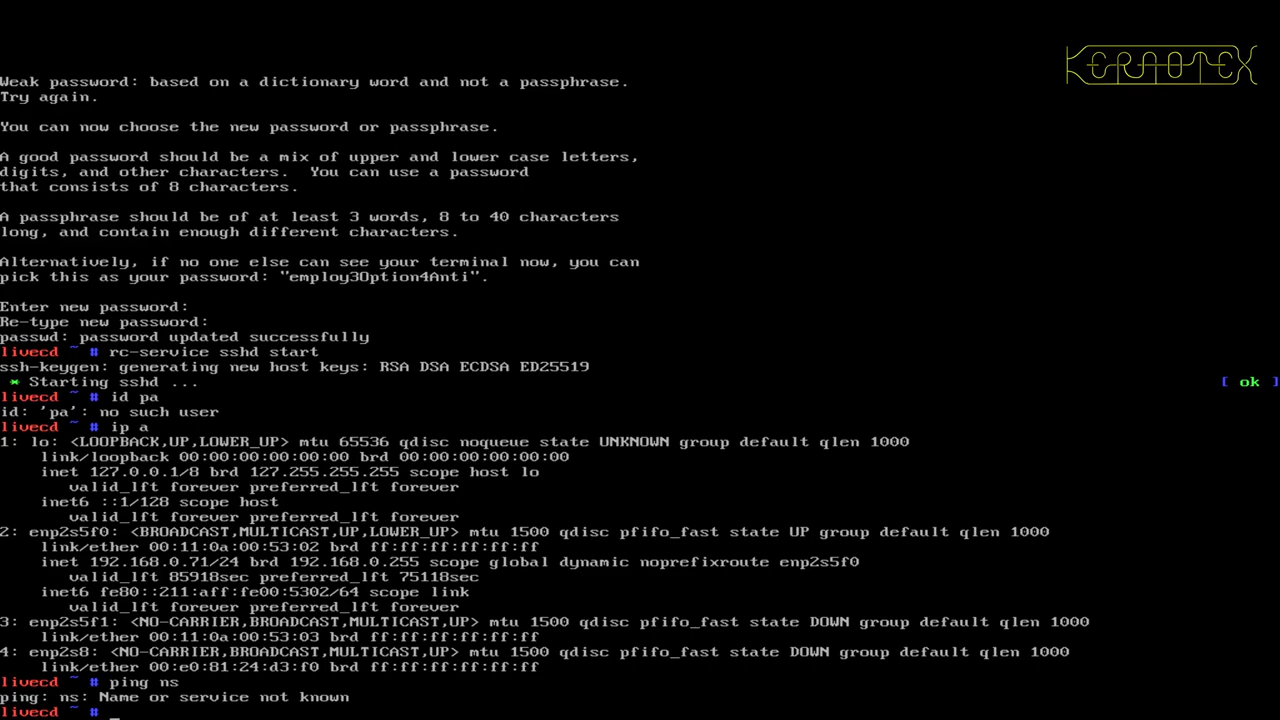 KERAOTEX
Weak password: based on a dictionary word and not a passphrase.
Try again.
You can now choose the new password or passphrase.
A good password should be a mix of upper and lower case letters,
digits, and other characters.  You can use a password
that consists of 8 characters.
A passphrase should be of at least 3 words, 8 to 40 characters
long, and contain enough different characters.
Alternatively, if no one else can see your terminal now, you can
pick this as your password: "employ3Option4Anti".
Enter new password:
Re-type new password:
passwd: password updated successfully
livecd ~ # rc-service sshd start
ssh-keygen: generating new host keys: RSA DSA ECDSA ED25519
 * Starting sshd ... [ ok ]
livecd ~ # id pa
id: 'pa': no such user
livecd ~ # ip a
1: lo: <LOOPBACK,UP,LOWER_UP> mtu 65536 qdisc noqueue state UNKNOWN group default qlen 1000
    link/loopback 00:00:00:00:00:00 brd 00:00:00:00:00:00
    inet 127.0.0.1/8 brd 127.255.255.255 scope host lo
       valid_lft forever preferred_lft forever
    inet6 ::1/128 scope host
       valid_lft forever preferred_lft forever
2: enp2s5f0: <BROADCAST,MULTICAST,UP,LOWER_UP> mtu 1500 qdisc pfifo_fast state UP group default qlen 1000
    link/ether 00:11:0a:00:53:02 brd ff:ff:ff:ff:ff:ff
    inet 192.168.0.71/24 brd 192.168.0.255 scope global dynamic noprefixroute enp2s5f0
       valid_lft 85918sec preferred_lft 75118sec
    inet6 fe80::211:aff:fe00:5302/64 scope link
       valid_lft forever preferred_lft forever
3: enp2s5f1: <NO-CARRIER,BROADCAST,MULTICAST,UP> mtu 1500 qdisc pfifo_fast state DOWN group default qlen 1000
    link/ether 00:11:0a:00:53:03 brd ff:ff:ff:ff:ff:ff
4: enp2s8: <NO-CARRIER,BROADCAST,MULTICAST,UP> mtu 1500 qdisc pfifo_fast state DOWN group default qlen 1000
    link/ether 00:e0:81:24:d3:f0 brd ff:ff:ff:ff:ff:ff
livecd ~ # ping ns
ping: ns: Name or service not known
livecd ~ # _